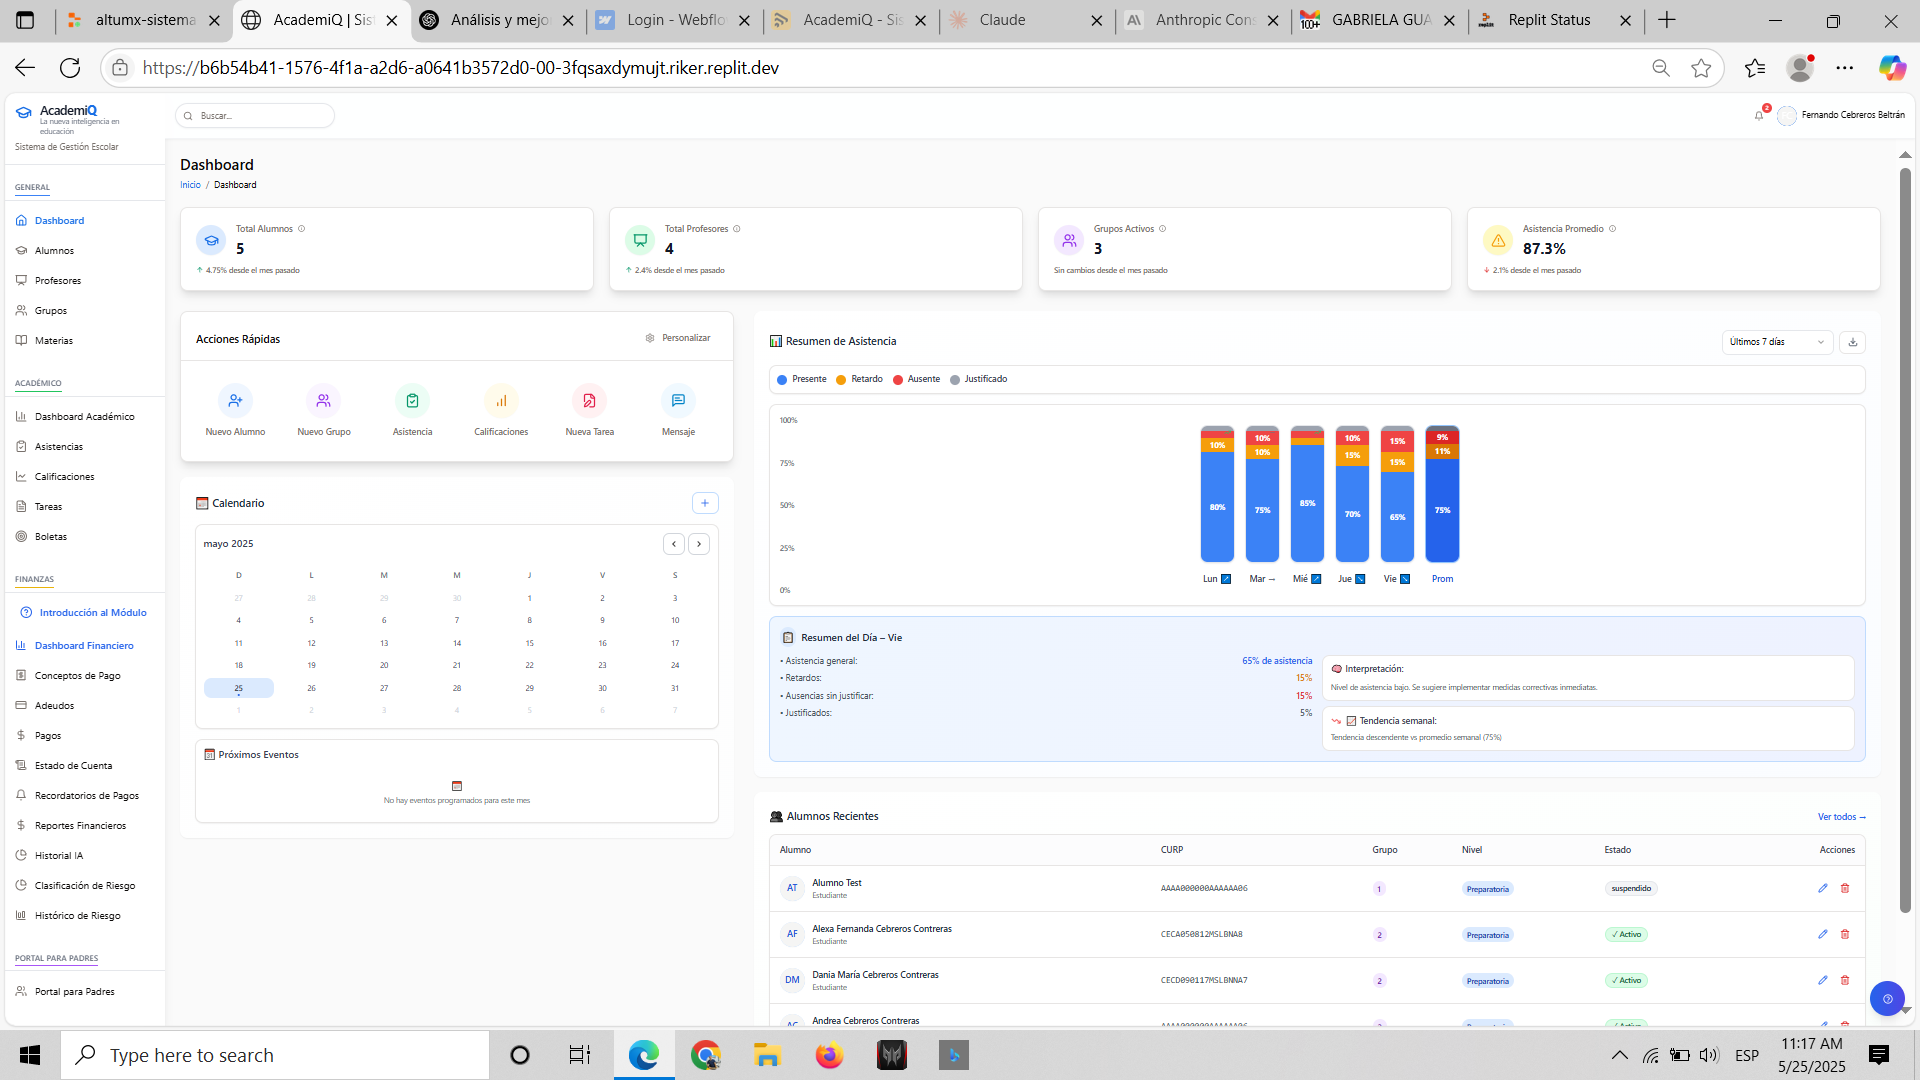 altumx-sistema
AcademiQ | Sist
Análisis y mejo
Login - Webflo
AcademiQ - Sis
Claude
Anthropic Cons
GABRIELA GUA
Replit Status
https://b6b54b41-1576-4f1a-a2d6-a0641b3572d0-00-3fqsaxdymujt.riker.replit.dev
AcademiQ
La nueva inteligencia en
educación
Sistema de Gestión Escolar
Buscar...
2
Fernando Cebreros Beltrán
GENERAL
Dashboard
Alumnos
Profesores
Grupos
Materias
ACADÉMICO
Dashboard Académico
Asistencias
Calificaciones
Tareas
Boletas
FINANZAS
Introducción al Módulo
Dashboard Financiero
Conceptos de Pago
Adeudos
Pagos
Estado de Cuenta
Recordatorios de Pagos
Reportes Financieros
Historial IA
Clasificación de Riesgo
Histórico de Riesgo
PORTAL PARA PADRES
Portal para Padres
Dashboard
Inicio / Dashboard
Total Alumnos
5
↑ 4.75% desde el mes pasado
Total Profesores
4
↑ 2.4% desde el mes pasado
Grupos Activos
3
Sin cambios desde el mes pasado
Asistencia Promedio
87.3%
↓ 2.1% desde el mes pasado
Acciones Rápidas
Personalizar
Nuevo Alumno
Nuevo Grupo
Asistencia
Calificaciones
Nueva Tarea
Mensaje
Calendario
+
mayo 2025
D L M M J V S
27 28 29 30 1 2 3
4 5 6 7 8 9 10
11 12 13 14 15 16 17
18 19 20 21 22 23 24
25 26 27 28 29 30 31
1 2 3 4 5 6 7
Próximos Eventos
No hay eventos programados para este mes
Resumen de Asistencia
Últimos 7 días
Presente Retardo Ausente Justificado
100%
75%
50%
25%
0%
10%
80%
10%
10%
75%
85%
10%
15%
70%
15%
15%
65%
9%
11%
75%
Lun Mar → Mié Jue Vie Prom
Resumen del Día – Vie
• Asistencia general: 65% de asistencia
• Retardos: 15%
• Ausencias sin justificar: 15%
• Justificados: 5%
Interpretación:
Nivel de asistencia bajo. Se sugiere implementar medidas correctivas inmediatas.
Tendencia semanal:
Tendencia descendente vs promedio semanal (75%)
Alumnos Recientes
Ver todos →
Alumno CURP Grupo Nivel Estado Acciones
AT Alumno Test AAAA000000AAAAAA06 1 Preparatoria suspendido
Estudiante
AF Alexa Fernanda Cebreros Contreras CECA050812MSLBNA8 2 Preparatoria ✓ Activo
Estudiante
DM Dania María Cebreros Contreras CECD090117MSLBNNA7 2 Preparatoria ✓ Activo
Estudiante
AC Andrea Cebreros Contreras
Type here to search
ESP
11:17 AM
5/25/2025